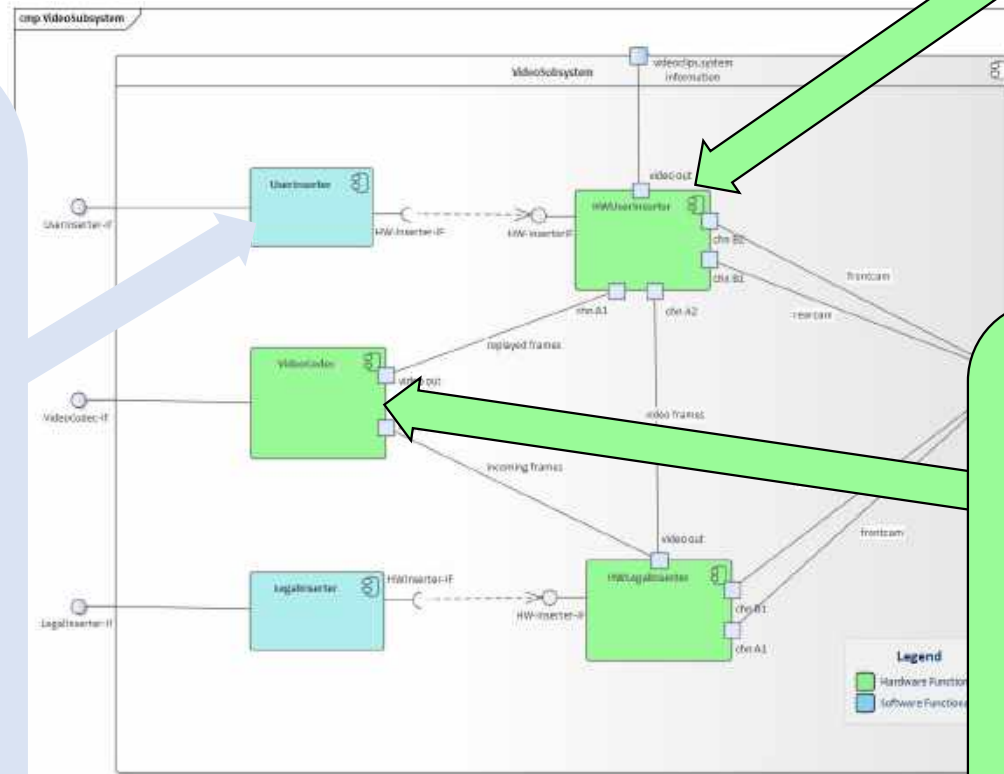 cmp VideoSubsystem
VideoSubsystem
videoclips,system
information
video out
UserInserter
HWUserInserter
UserInserter-IF
HW-Inserter-IF
HW-InserterIF
chn B2
chn B1
frontcam
rearcam
chn A1
chn A2
replayed frames
VideoCodec
video out
VideoCodec-IF
video frames
incoming frames
frontcam
video out
LegalInserter
HWInserter-IF
HWLegalInserter
HW-Inserter-IF
LegalInserter-IF
chn B1
chn A1
Legend
Hardware Function
Software Functiona